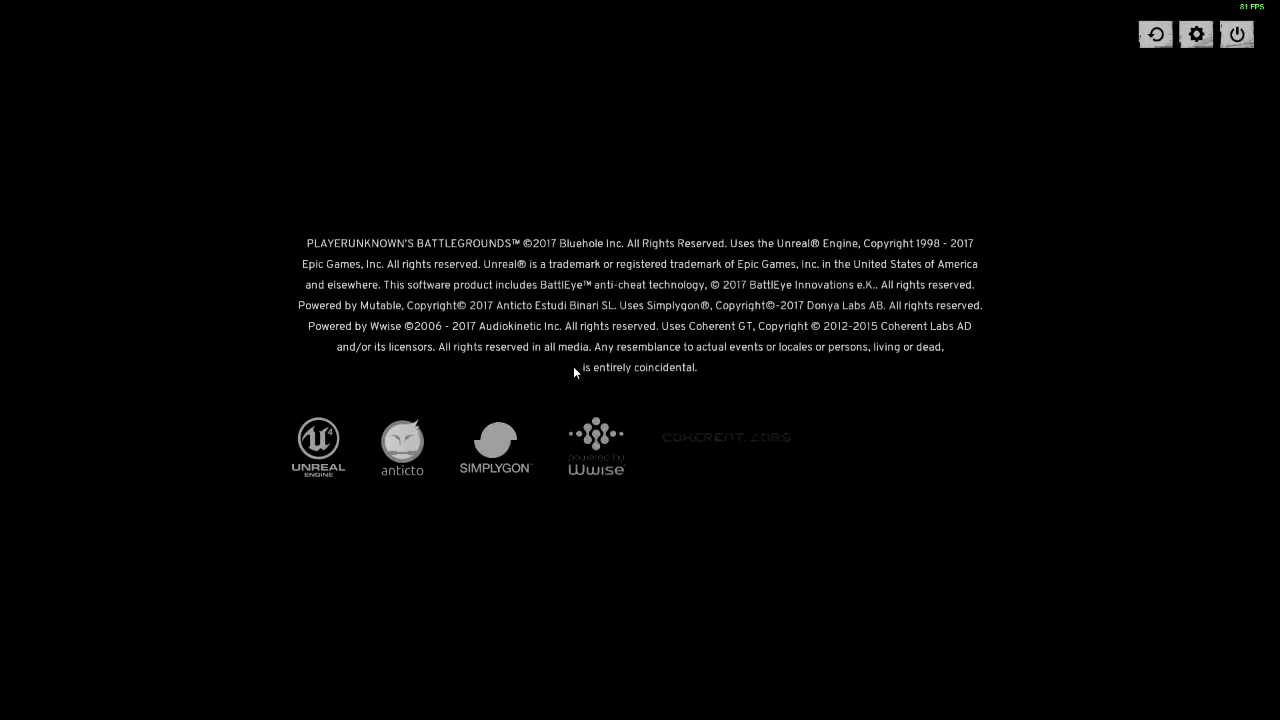 81 FPS
PLAYERUNKNOWN'S BATTLEGROUNDS™ ©2017 Bluehole Inc. All Rights Reserved. Uses the Unreal® Engine, Copyright 1998 - 2017
Epic Games, Inc. All rights reserved. Unreal® is a trademark or registered trademark of Epic Games, Inc. in the United States of America
and elsewhere. This software product includes BattlEye™ anti-cheat technology, © 2017 BattlEye Innovations e.K.. All rights reserved.
Powered by Mutable, Copyright© 2017 Anticto Estudi Binari SL. Uses Simplygon®, Copyright©-2017 Donya Labs AB. All rights reserved.
Powered by Wwise ©2006 - 2017 Audiokinetic Inc. All rights reserved. Uses Coherent GT, Copyright © 2012-2015 Coherent Labs AD
and/or its licensors. All rights reserved in all media. Any resemblance to actual events or locales or persons, living or dead,
is entirely coincidental.
U4
UNREAL
ENGINE
anticto
SIMPLYGON
powered by
Wwise
COHERENT LABS